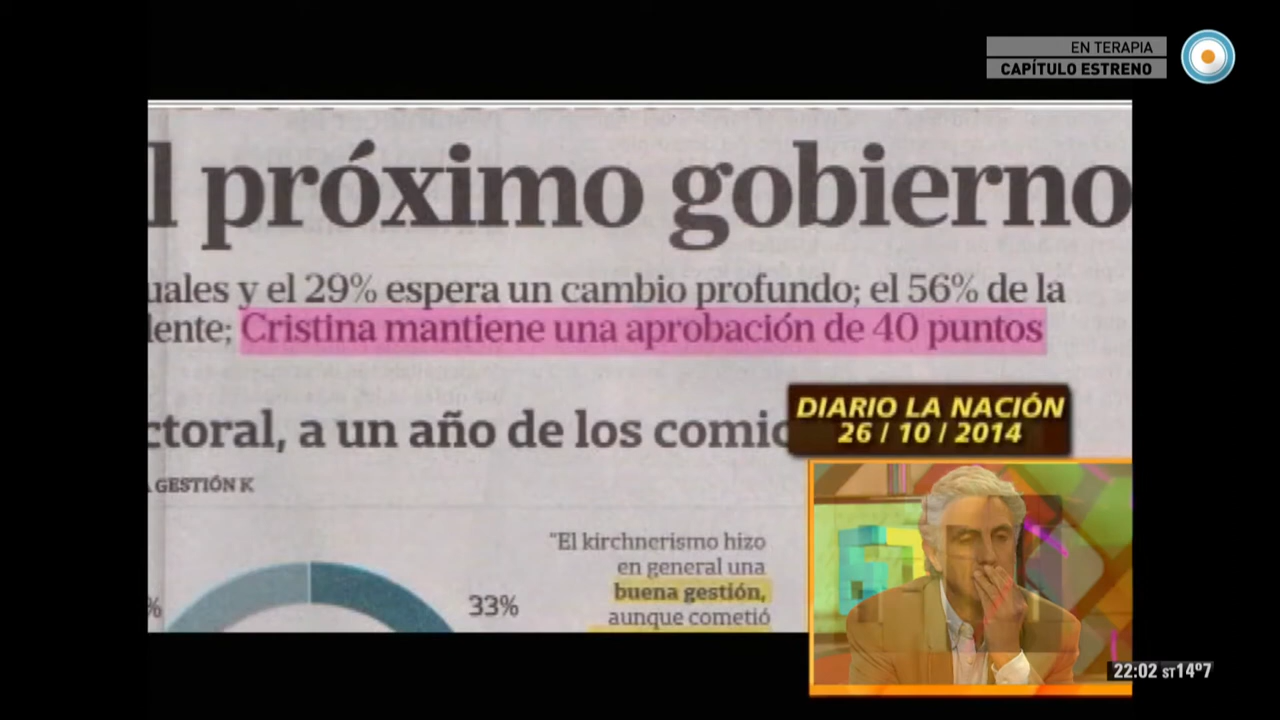 EN TERAPIA
CAPÍTULO ESTRENO
l próximo gobierno
uales y el 29% espera un cambio profundo; el 56% de la
lente; Cristina mantiene una aprobación de 40 puntos
ctoral, a un año de los comic
DIARIO LA NACIÓN
26 / 10 / 2014
A GESTIÓN K
"El kirchnerismo hizo
en general una
buena gestión,
aunque cometió
%
33%
22:02 ST14º7